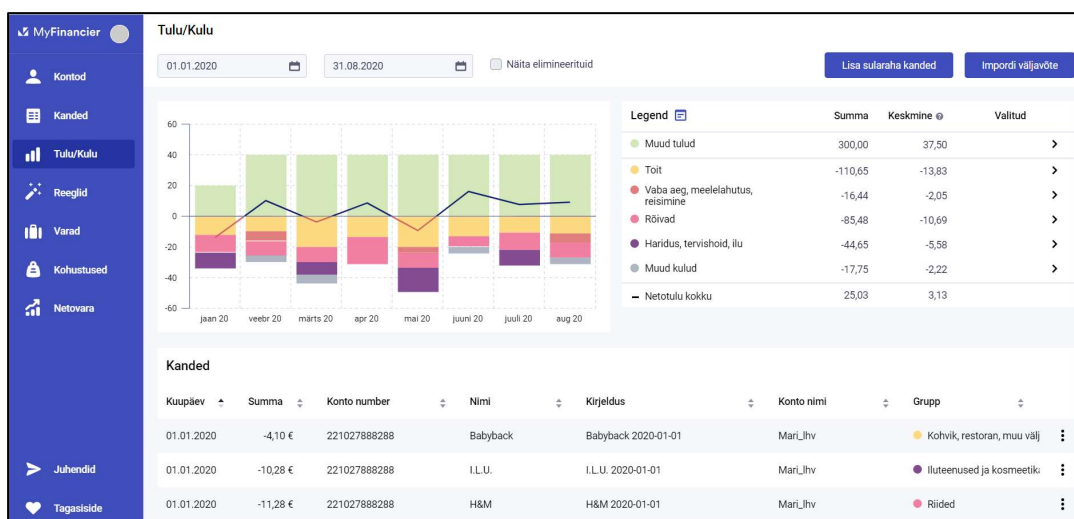 MyFinancier
Kontod
Kanded
Tulu/Kulu
Reeglid
Varad
Kohustused
Netovara
Juhendid
Tagasiside
Tulu/Kulu
01.01.2020 31.08.2020 Näita elimineerituid Lisa sularaha kanded Impordi väljavõte
60
40
20
0
-20
-40
-60
jaan 20 veebr 20 märts 20 apr 20 mai 20 juuni 20 juuli 20 aug 20
Legend Summa Keskmine Valitud
Muud tulud 300,00 37,50
Toit -110,65 -13,83
Vaba aeg, meelelahutus,
reisimine -16,44 -2,05
Rõivad -85,48 -10,69
Haridus, tervishoid, ilu -44,65 -5,58
Muud kulud -17,75 -2,22
Netotulu kokku 25,03 3,13
Kanded
Kuupäev Summa Konto number Nimi Kirjeldus Konto nimi Grupp
01.01.2020 -4,10 € 221027888288 Babyback Babyback 2020-01-01 Mari_lhv Kohvik, restoran, muu välj
01.01.2020 -10,28 € 221027888288 I.L.U. I.L.U. 2020-01-01 Mari_lhv Iluteenused ja kosmeetik
01.01.2020 -11,28 € 221027888288 H&M H&M 2020-01-01 Mari_lhv Riided